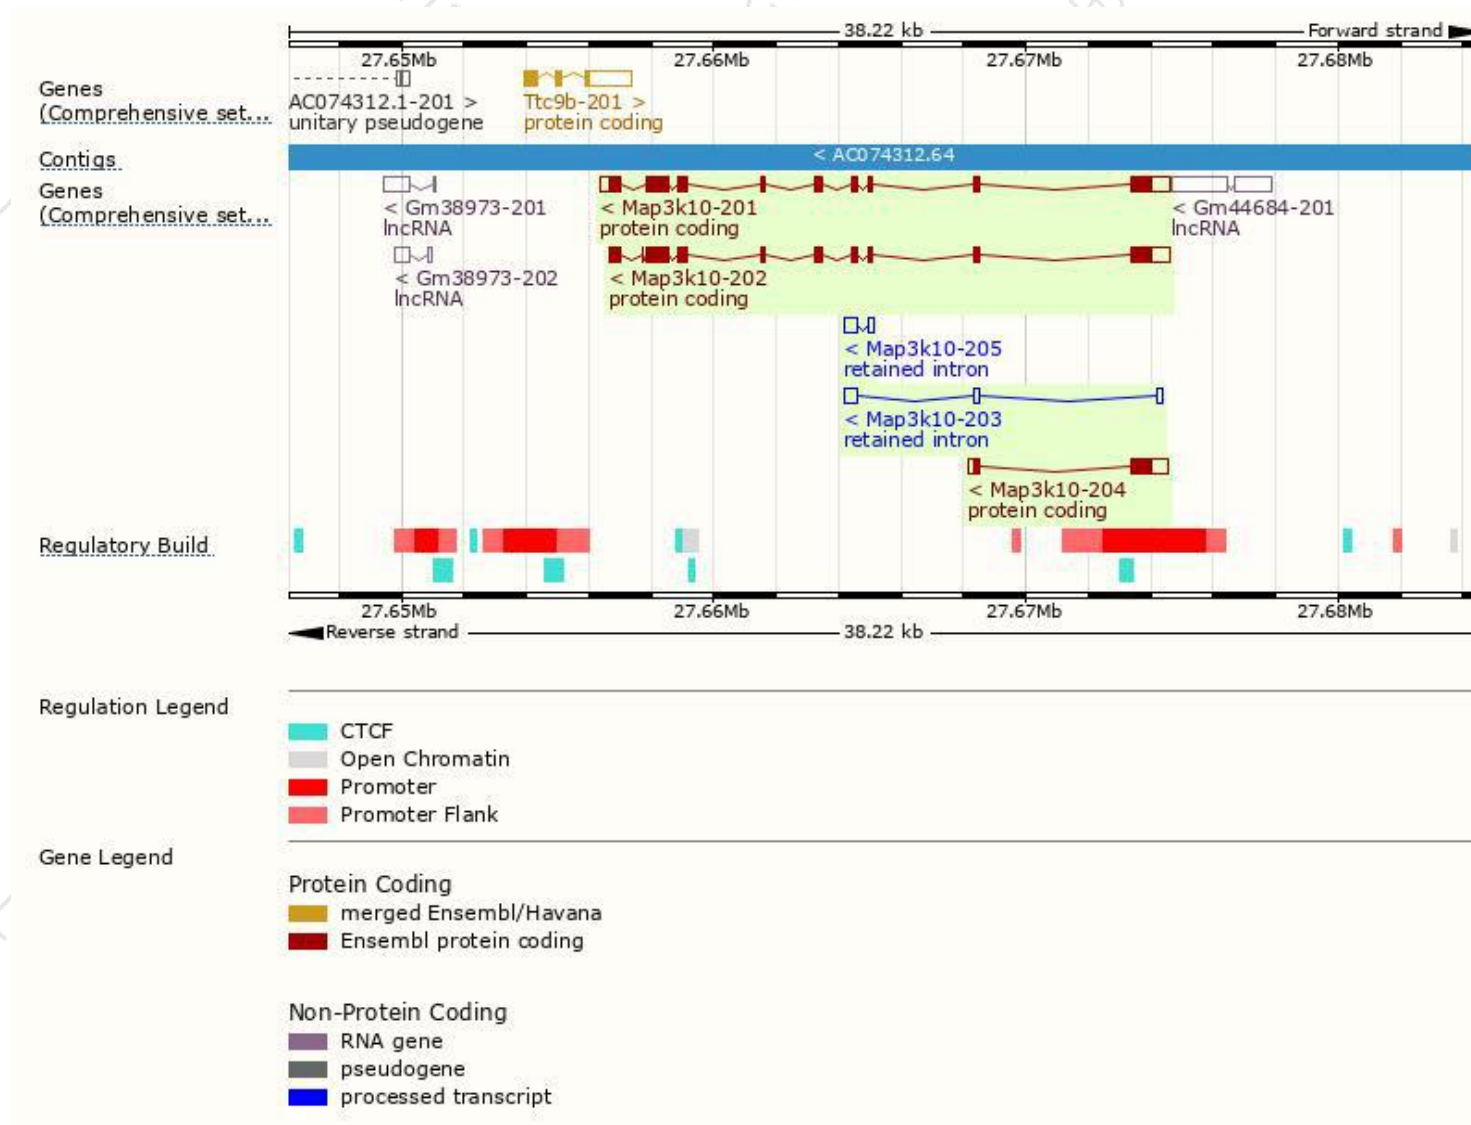 38.22 kb
Forward strand
27.65Mb 27.66Mb 27.67Mb 27.68Mb
Genes
(Comprehensive set...
AC074312.1-201 >
unitary pseudogene
Ttc9b-201 >
protein coding
Contigs
< AC074312.64
Genes
(Comprehensive set...
< Gm38973-201
lncRNA
< Map3k10-201
protein coding
< Gm44684-201
lncRNA
< Gm38973-202
lncRNA
< Map3k10-202
protein coding
< Map3k10-205
retained intron
< Map3k10-203
retained intron
< Map3k10-204
protein coding
Regulatory Build
27.65Mb 27.66Mb 27.67Mb 27.68Mb
Reverse strand
38.22 kb
Regulation Legend
CTCF
Open Chromatin
Promoter
Promoter Flank
Gene Legend
Protein Coding
merged Ensembl/Havana
Ensembl protein coding
Non-Protein Coding
RNA gene
pseudogene
processed transcript